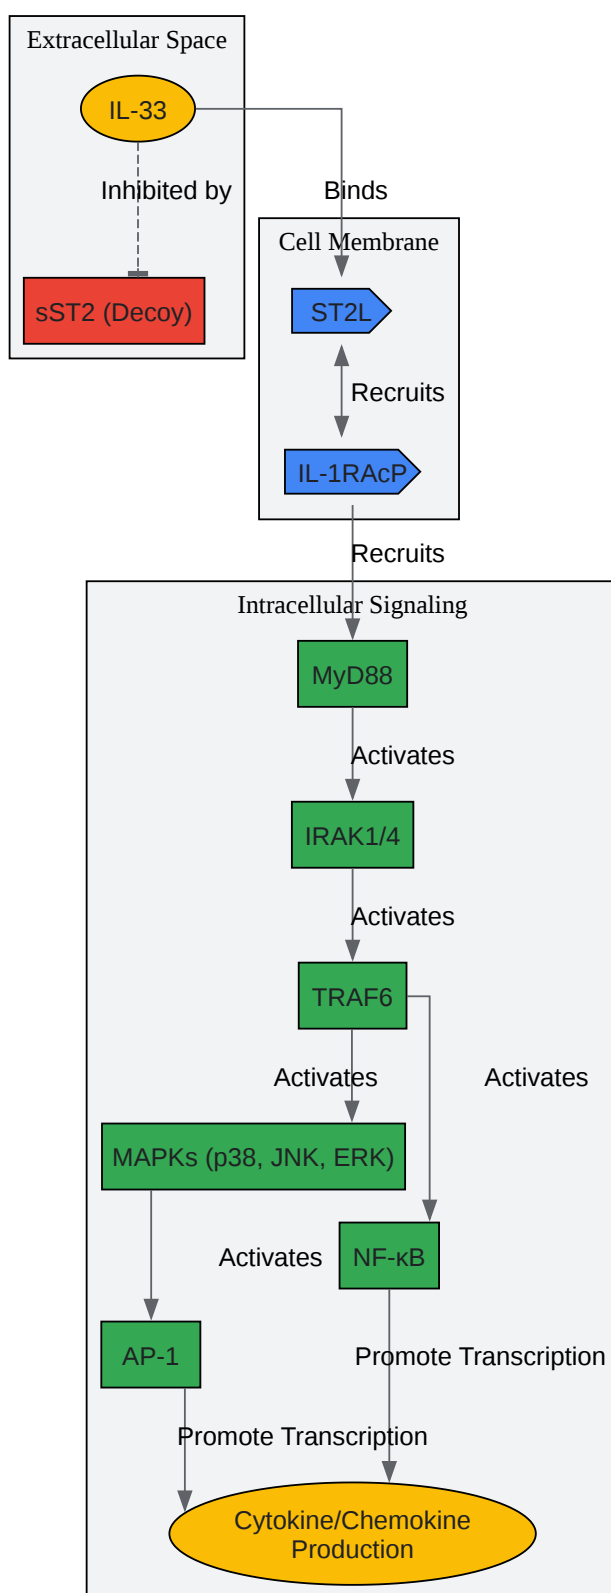 Extracellular Space
IL-33
Inhibited by
Binds
sST2 (Decoy)
Cell Membrane
ST2L
Recruits
IL-1RAcP
Recruits
Intracellular Signaling
MyD88
Activates
IRAK1/4
Activates
TRAF6
Activates
Activates
MAPKs (p38, JNK, ERK)
Activates
NF-κB
AP-1
Promote Transcription
Promote Transcription
Cytokine/Chemokine
Production